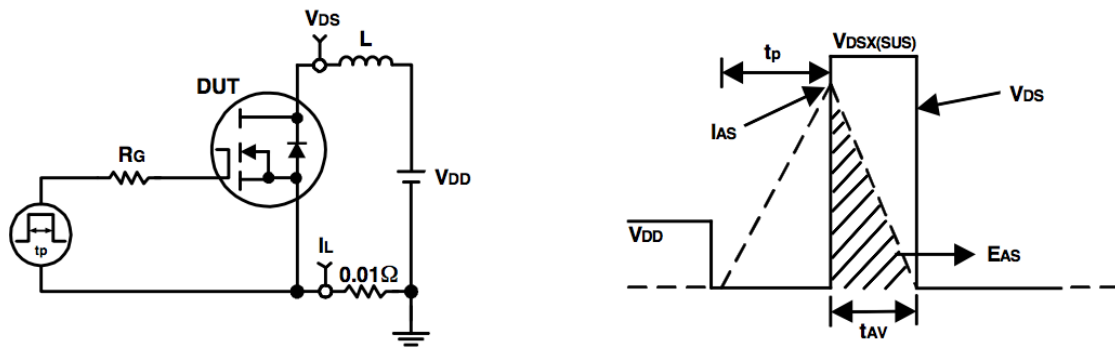 VDS
L
DUT
RG
VDD
tp
IL
0.01Ω
VDSX(SUS)
tp
VDS
IAS
VDD
EAS
tAV